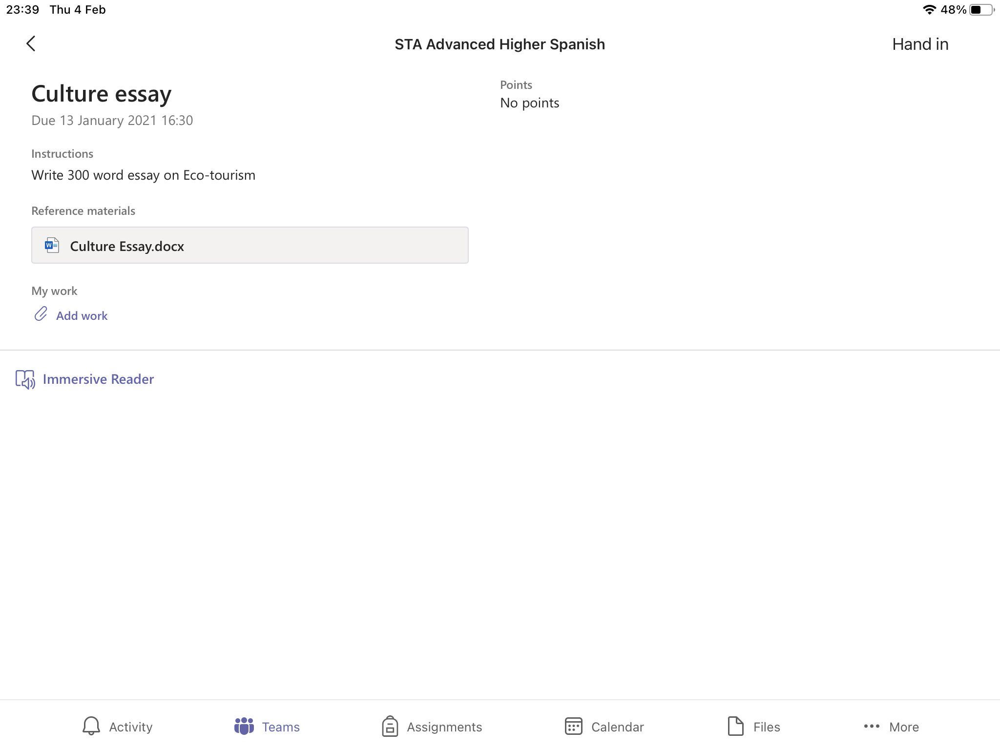 23:39 Thu 4 Feb 48%
STA Advanced Higher Spanish Hand in
Culture essay
Due 13 January 2021 16:30
Points
No points
Instructions
Write 300 word essay on Eco-tourism
Reference materials
W Culture Essay.docx
My work
Add work
Immersive Reader
Activity Teams Assignments Calendar Files More